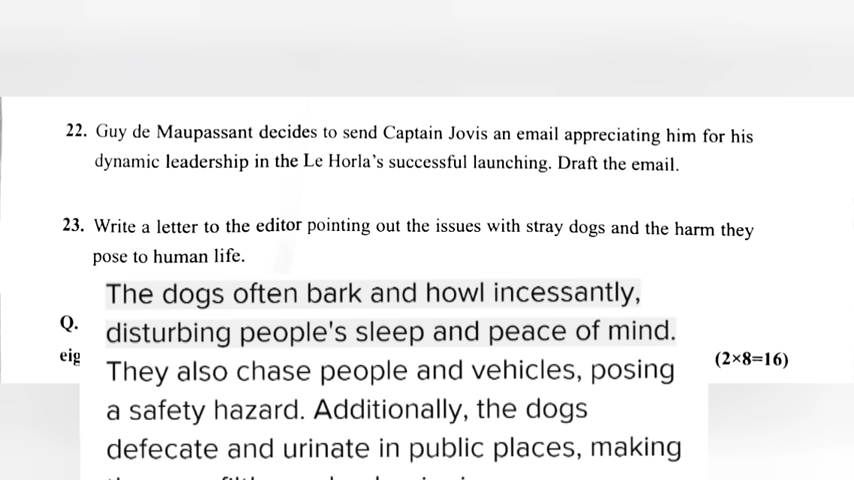 22. Guy de Maupassant decides to send Captain Jovis an email appreciating him for his
dynamic leadership in the Le Horla's successful launching. Draft the email.
23. Write a letter to the editor pointing out the issues with stray dogs and the harm they
pose to human life.
Q.
eig
(2×8=16)
The dogs often bark and howl incessantly,
disturbing people's sleep and peace of mind.
They also chase people and vehicles, posing
a safety hazard. Additionally, the dogs
defecate and urinate in public places, making